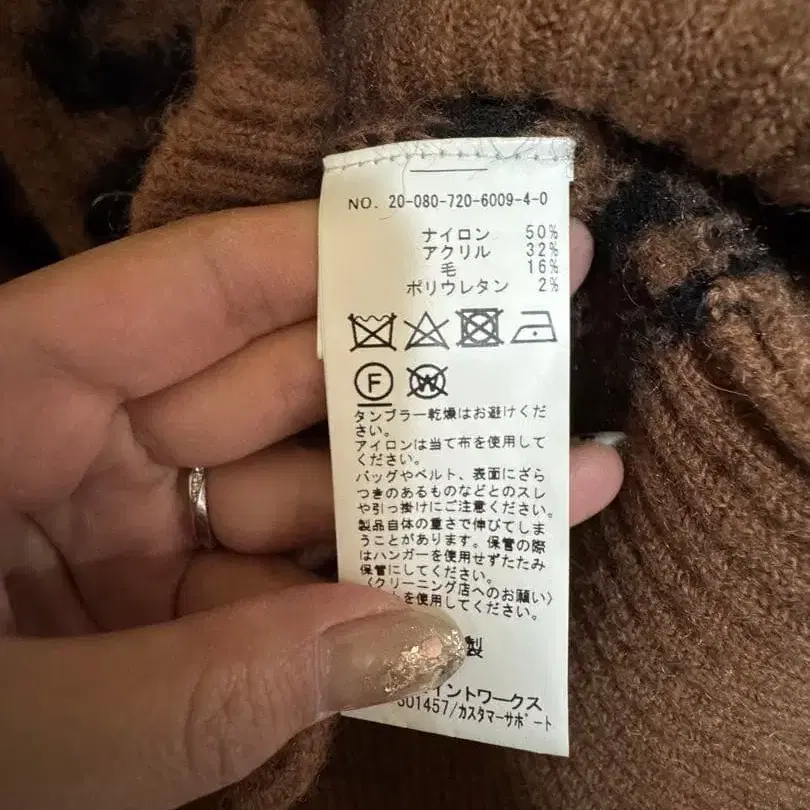 NO. 20-080-720-6009-4-0
ナイロン 50%
アクリル 32%
毛 16%
ポリウレタン 2%
F W
タンブラー乾燥はお避けくだ
さい。
アイロンは当て布を使用して
ください。
バッグやベルト、表面にざら
つきのあるものなどとのスレ
や引っ掛けにご注意ください。
製品自体の重さで伸びてしま
うことがあります。保管の際
はハンガーを使用せずたたみ
保管にしてください。
〈クリーニング店へのお願い〉
を使用してください。
製
イントワークス
501457/カスタマーサポート